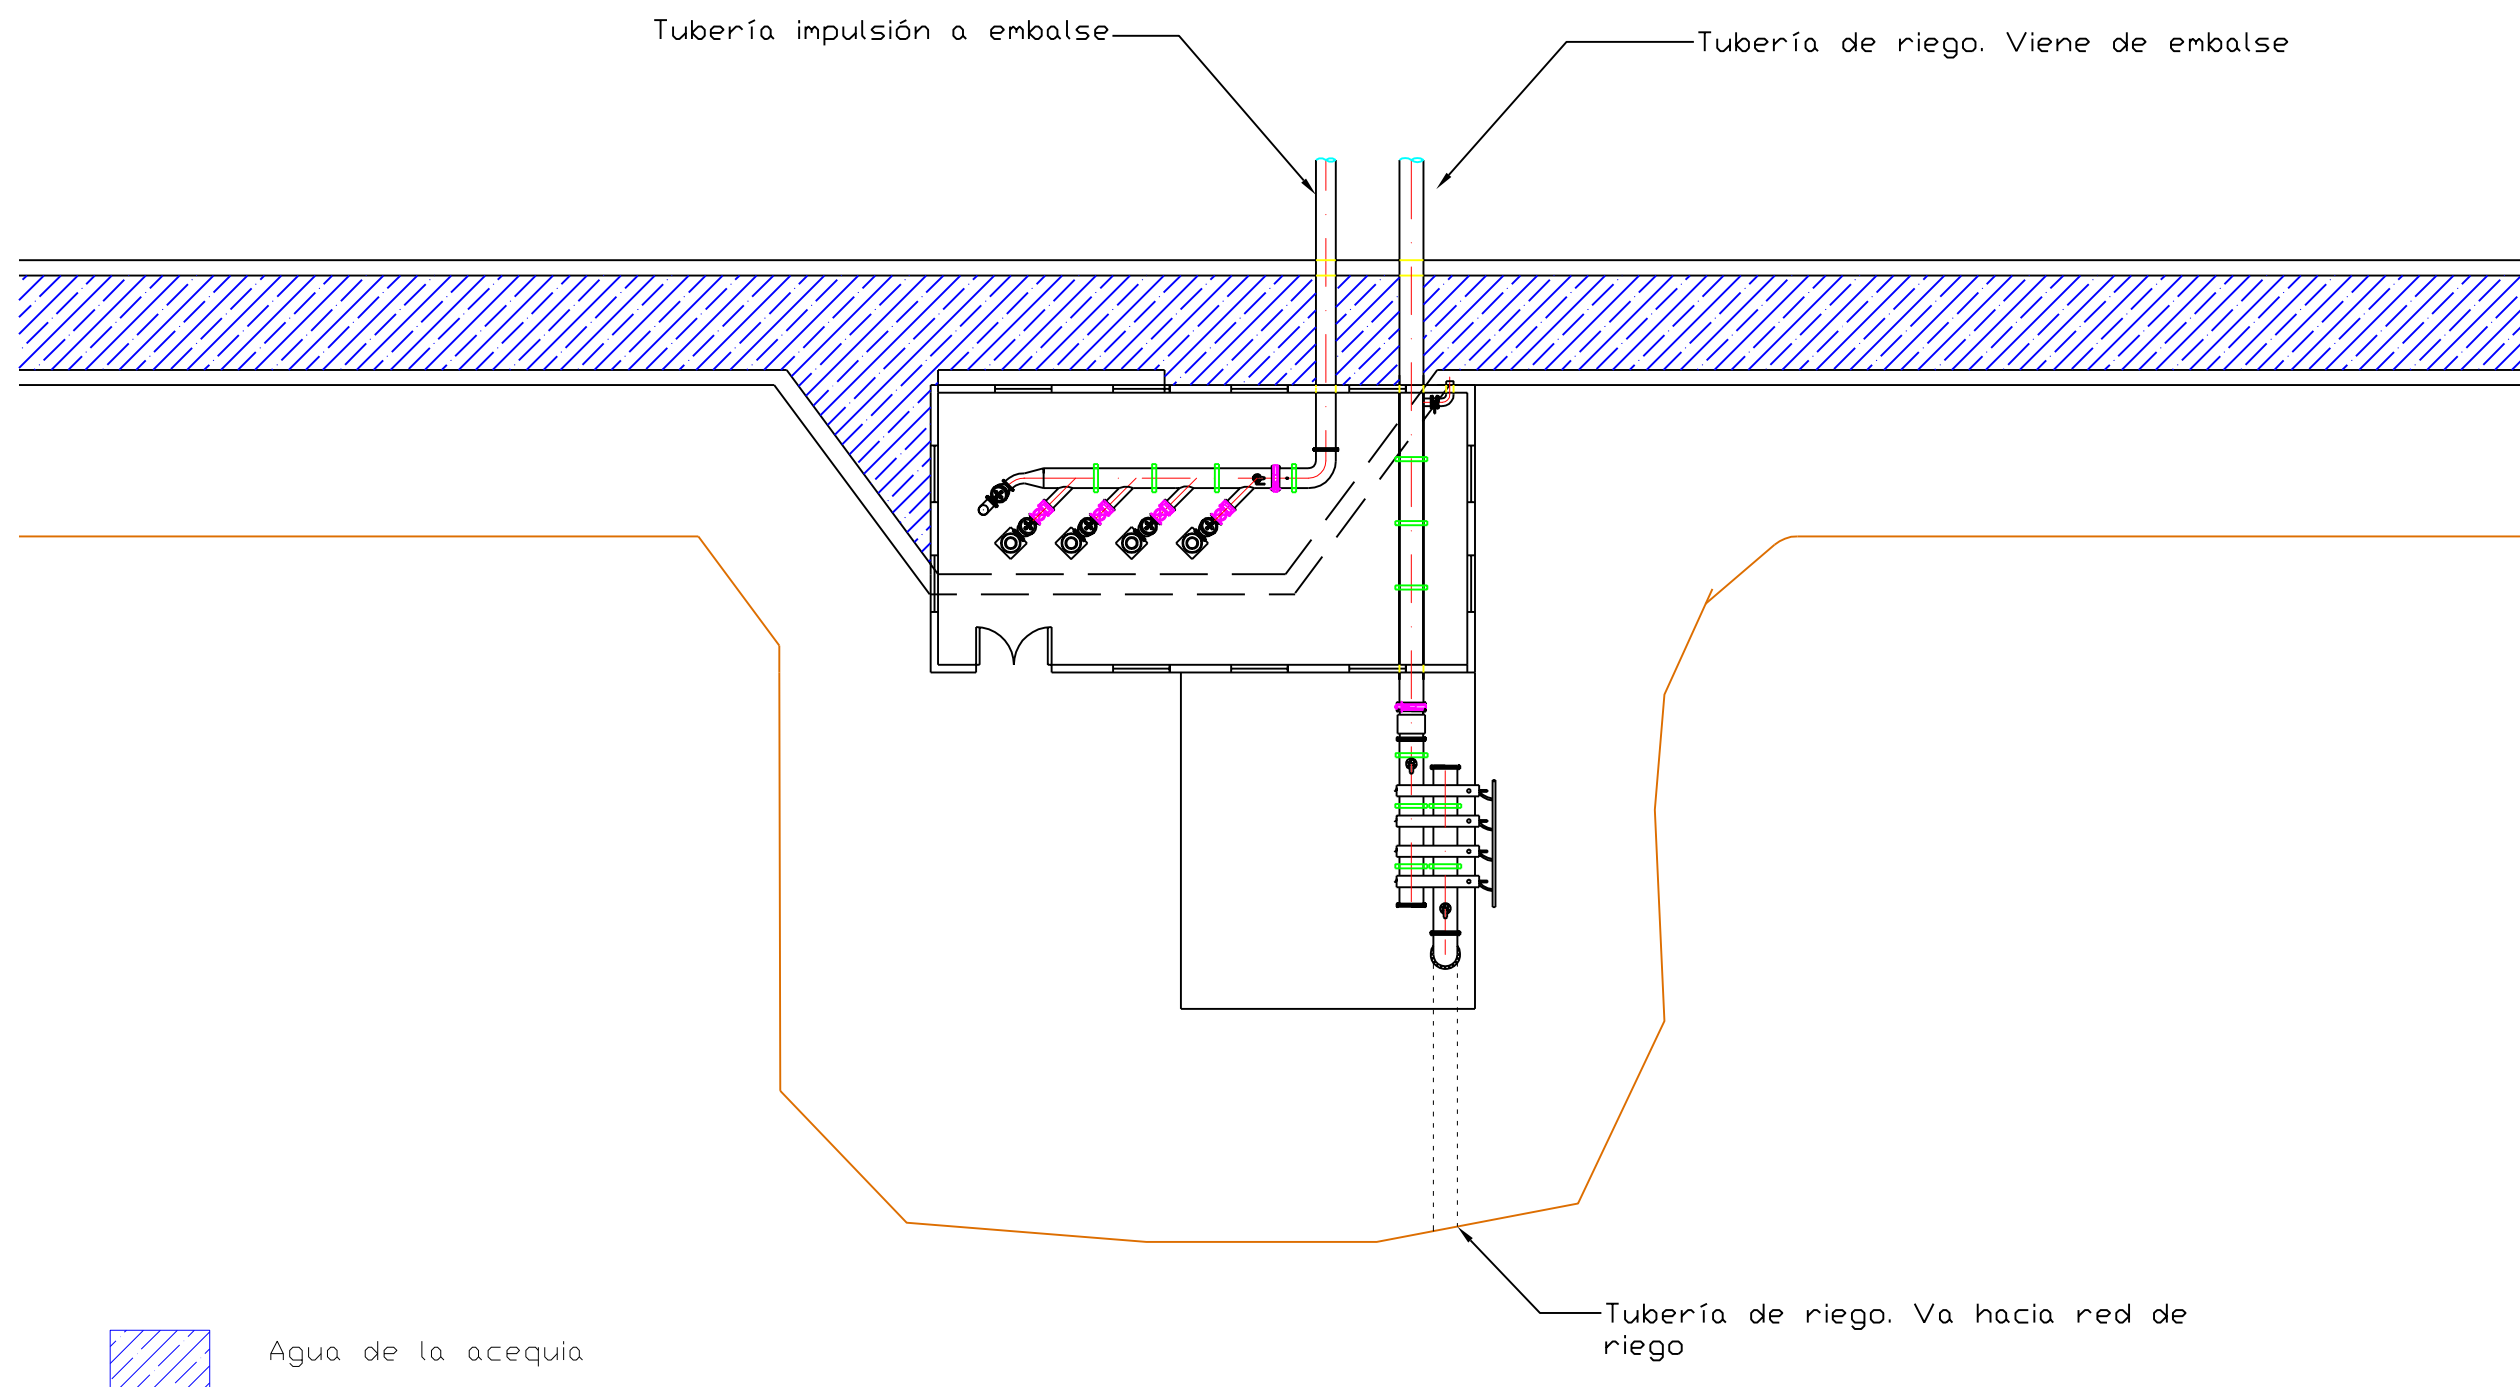 Tubería impulsión a embalse
Tubería de riego. Viene de embalse
Tubería de riego. Va hacia red de
riego
Agua de la acequia